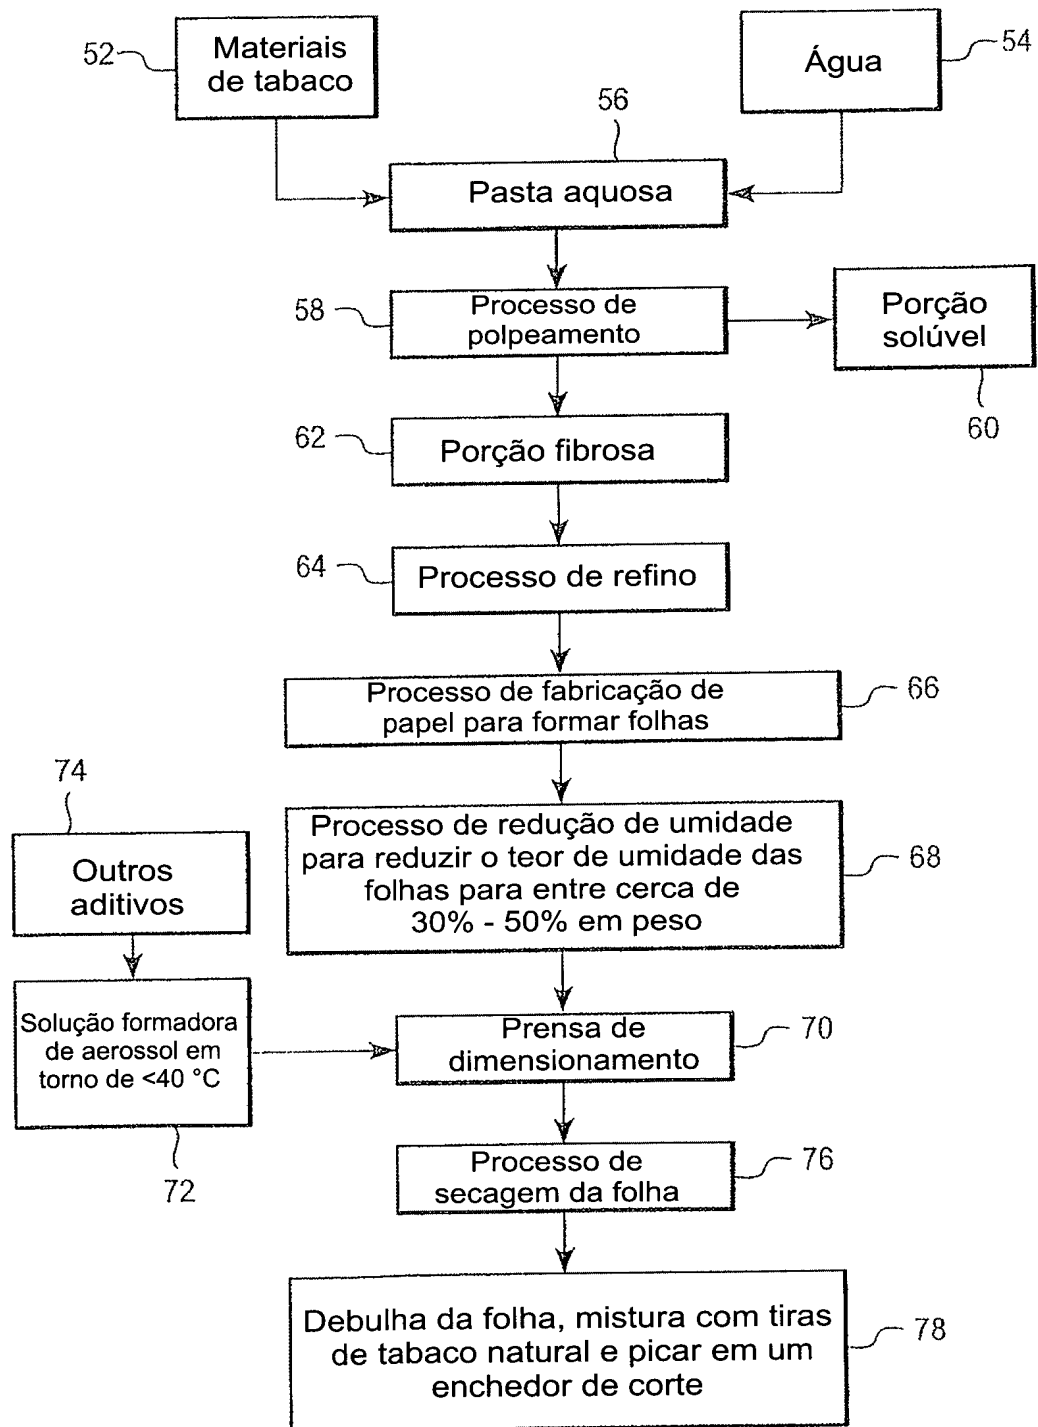 52
Materiais
de tabaco
Água
54
56
Pasta aquosa
58
Processo de
polpeamento
Porção
solúvel
60
62
Porção fibrosa
64
Processo de refino
Processo de fabricação de
papel para formar folhas
66
74
Outros
aditivos
Processo de redução de umidade
para reduzir o teor de umidade das
folhas para entre cerca de
30% - 50% em peso
68
Solução formadora
de aerossol em
torno de <40 °C
72
Prensa de
dimensionamento
70
Processo de
secagem da folha
76
Debulha da folha, mistura com tiras
de tabaco natural e picar em um
enchedor de corte
78